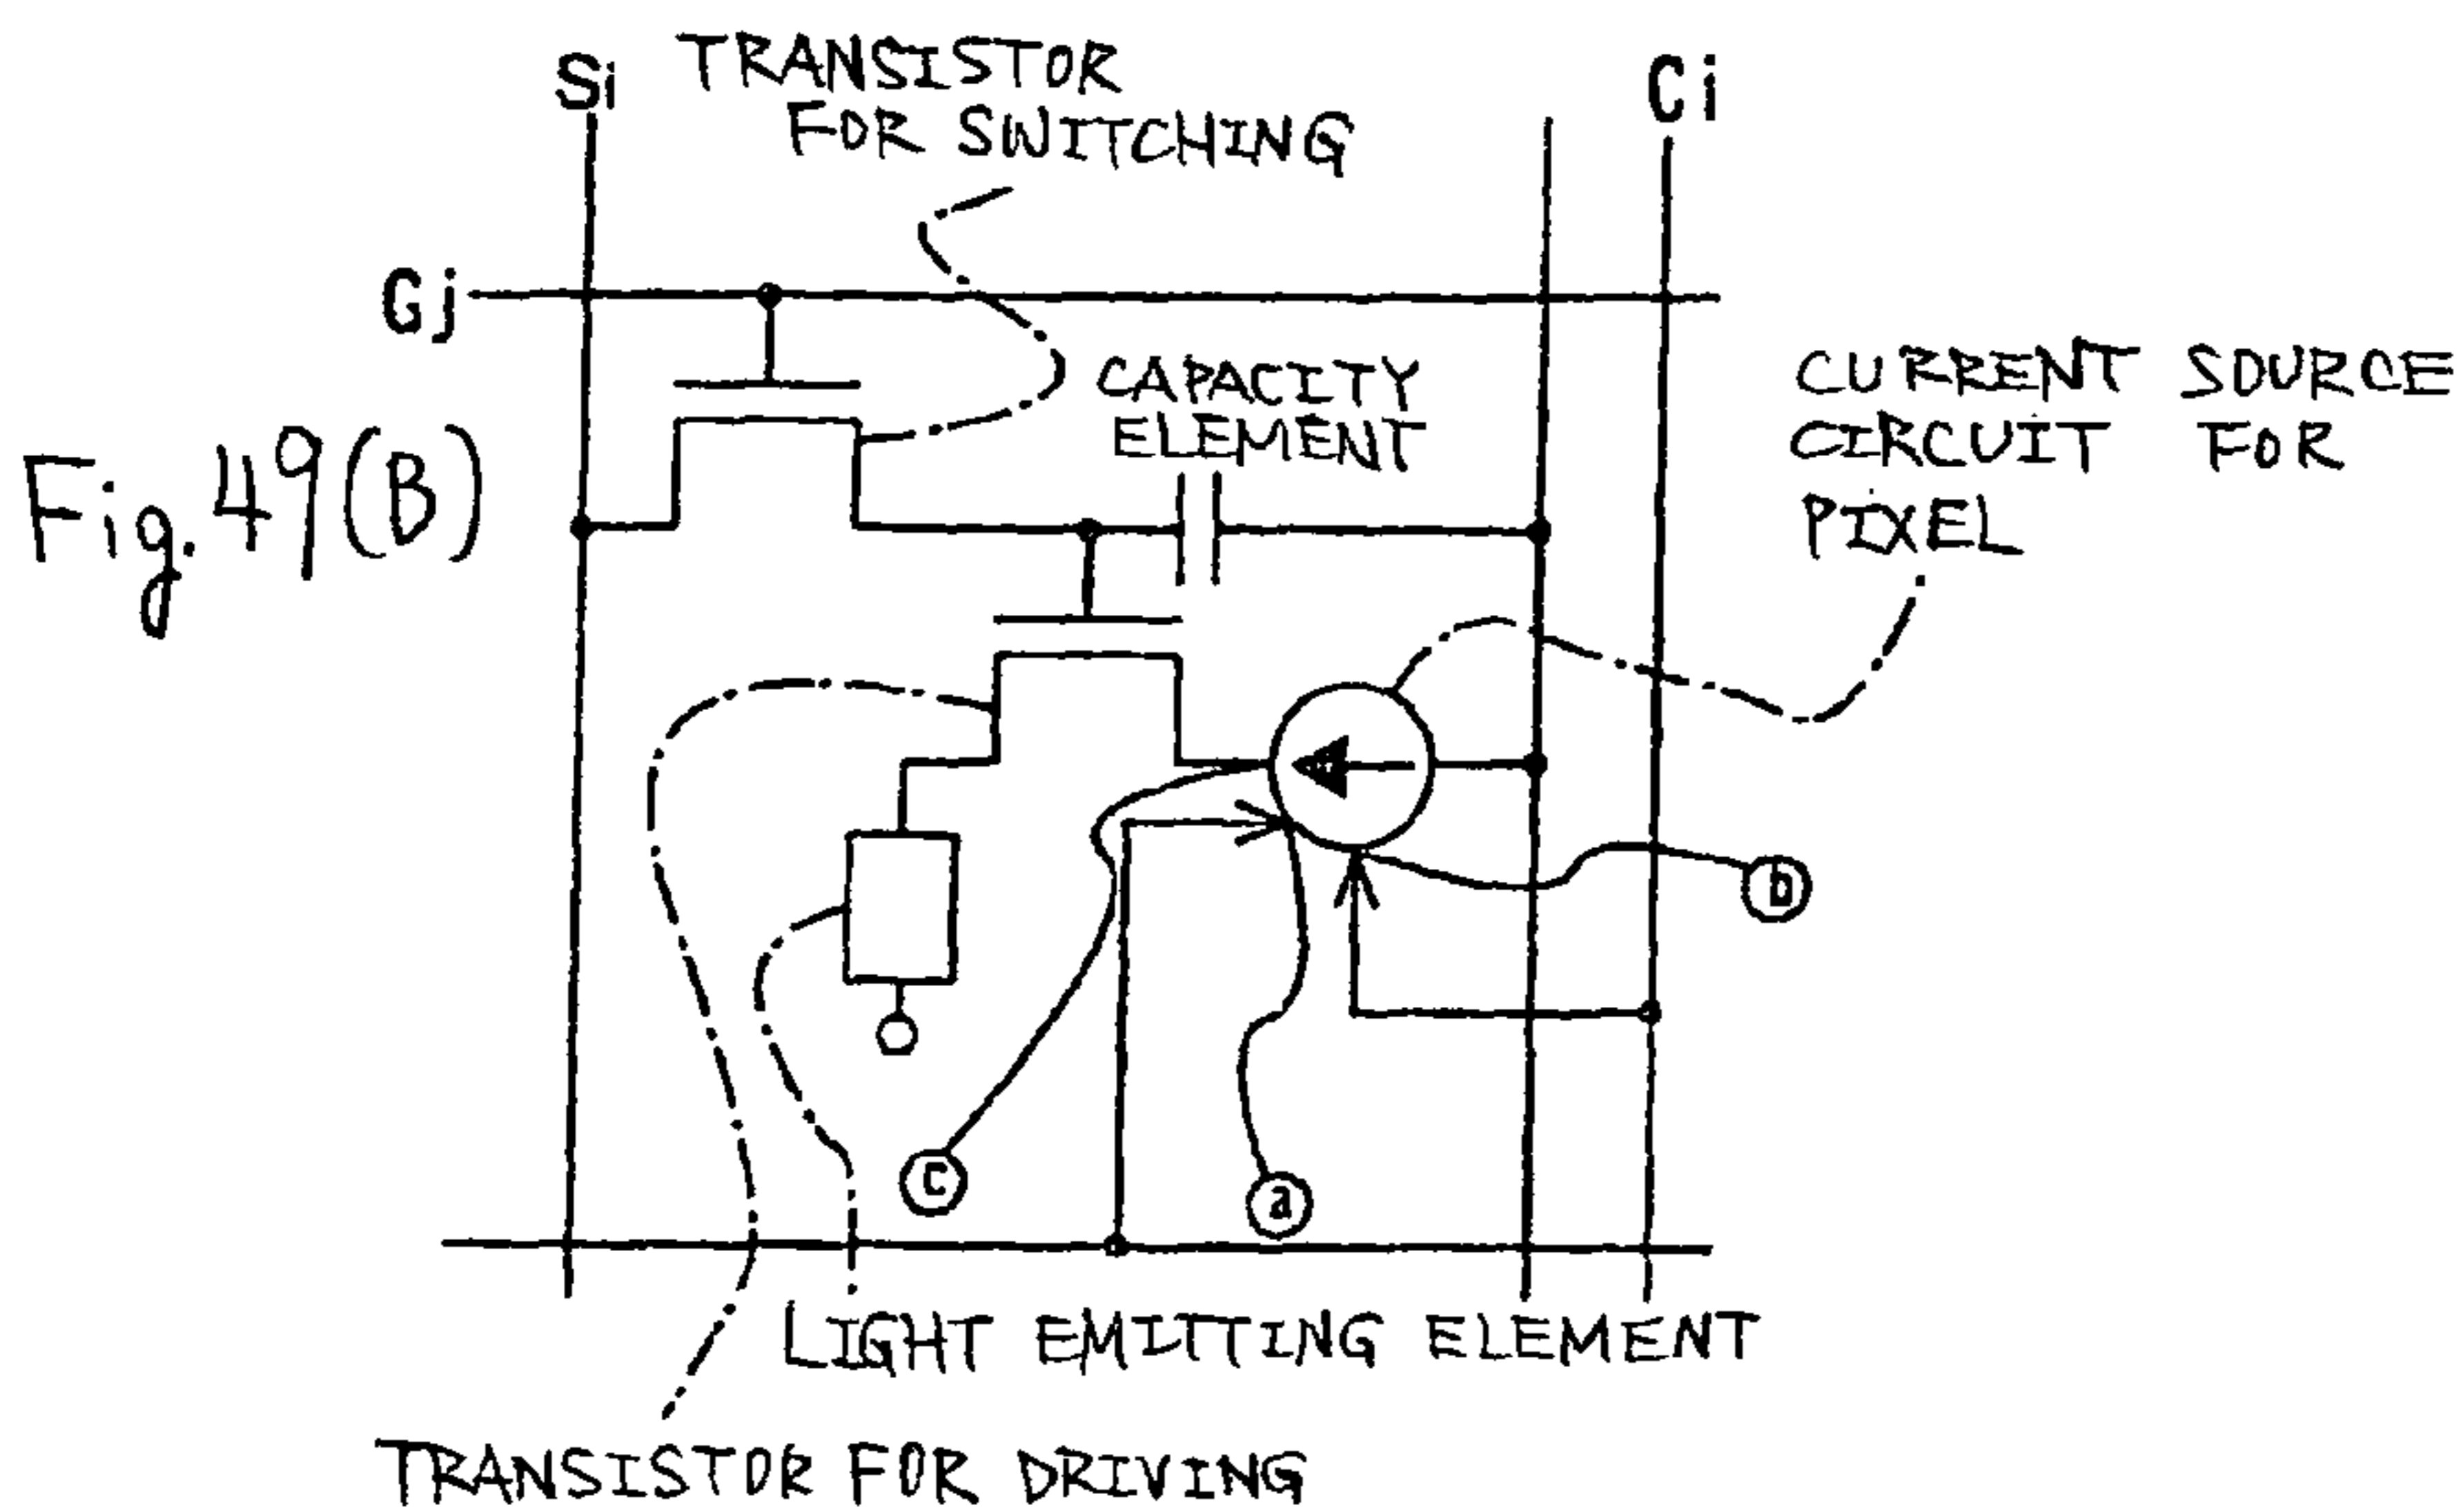 Si
TRANSISTOR
FOR SWITCHING
Ci
Gj
CAPACITY
ELEMENT
CURRENT SOURCE
CIRCUIT FOR
PIXEL
Fig. 49(B)
b
c
a
LIGHT EMITTING ELEMENT
TRANSISTOR FOR DRIVING